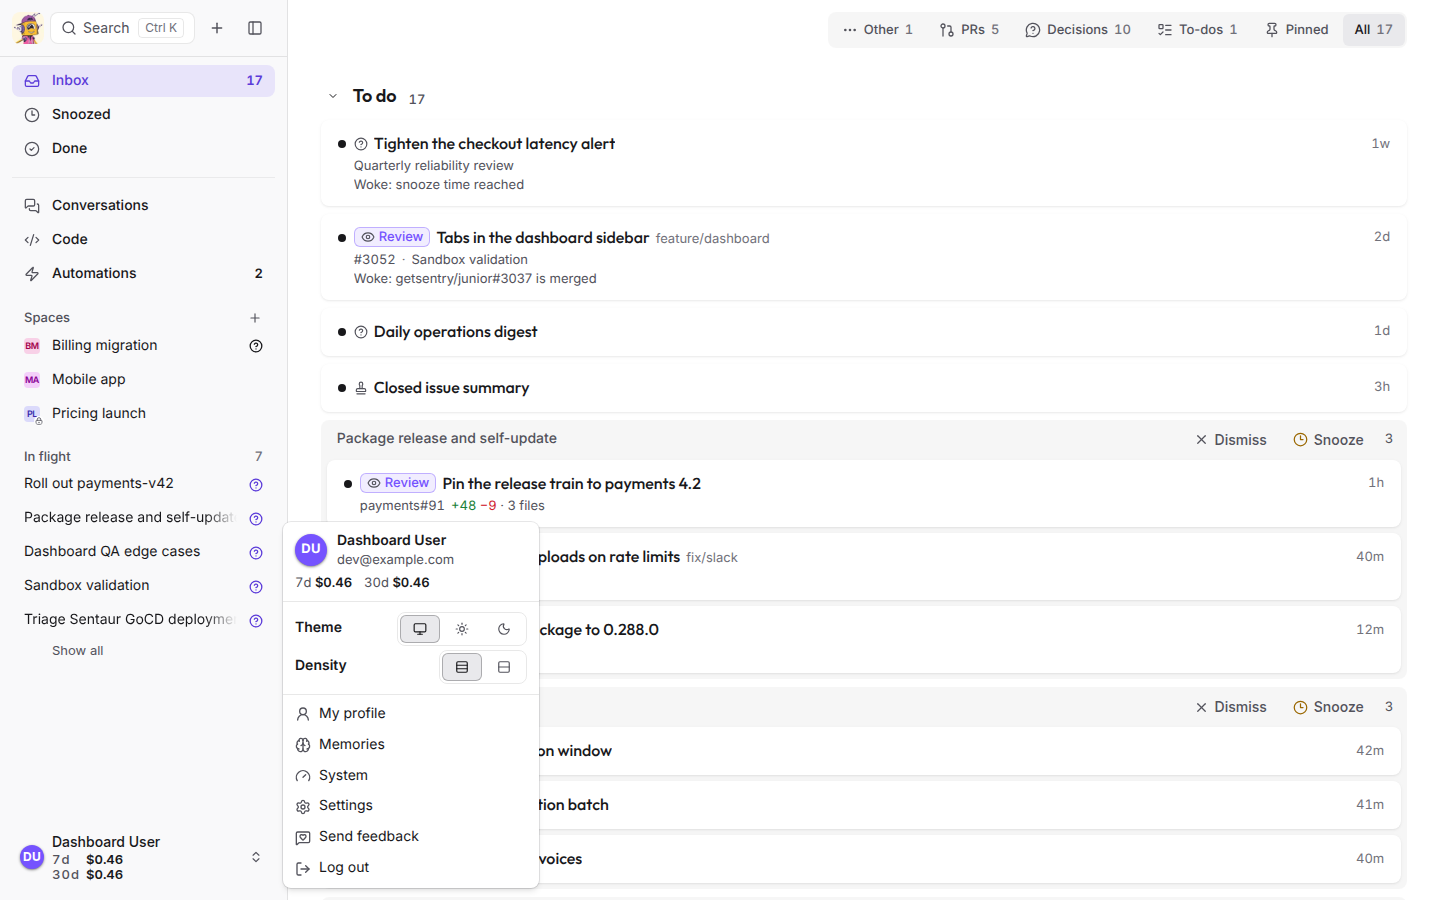 Search Ctrl K
Inbox 17
Snoozed
Done
Conversations
Code
Automations 2
Spaces
BM Billing migration
MA Mobile app
PL Pricing launch
In flight 7
Roll out payments-v42
Package release and self-updat
Dashboard QA edge cases
Sandbox validation
Triage Sentaur GoCD deployme
Show all
DU Dashboard User
7d $0.46
30d $0.46
Other 1 PRs 5 Decisions 10 To-dos 1 Pinned All 17
To do 17
Tighten the checkout latency alert 1w
Quarterly reliability review
Woke: snooze time reached
Review Tabs in the dashboard sidebar feature/dashboard 2d
#3052 · Sandbox validation
Woke: getsentry/junior#3037 is merged
Daily operations digest 1d
Closed issue summary 3h
Package release and self-update Dismiss Snooze 3
Review Pin the release train to payments 4.2 1h
payments#91 +48 −9 · 3 files
ploads on rate limits fix/slack 40m
ckage to 0.288.0 12m
Dismiss Snooze 3
on window 42m
tion batch 41m
voices 40m
DU Dashboard User
dev@example.com
7d $0.46 30d $0.46
Theme
Density
My profile
Memories
System
Settings
Send feedback
Log out